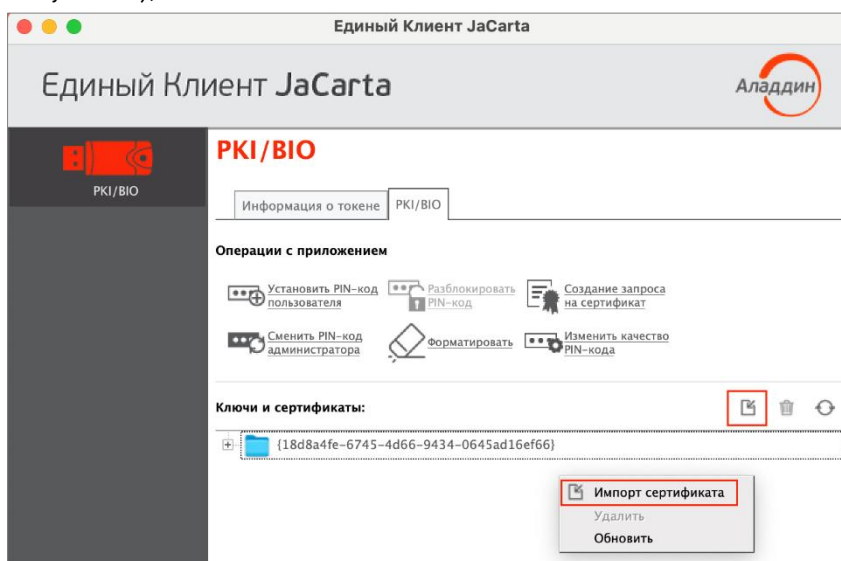 Единый Клиент JaCarta
Единый Клиент JaCarta
Аладдин
PKI/BIO
PKI/BIO
Информация о токене
PKI/BIO
Операции с приложением
Установить PIN-код
пользователя
Разблокировать
PIN-код
Создание запроса
на сертификат
Сменить PIN-код
администратора
Форматировать
Изменить качество
PIN-кода
Ключи и сертификаты:
{18d8a4fe-6745-4d66-9434-0645ad16ef66}
Импорт сертификата
Удалить
Обновить